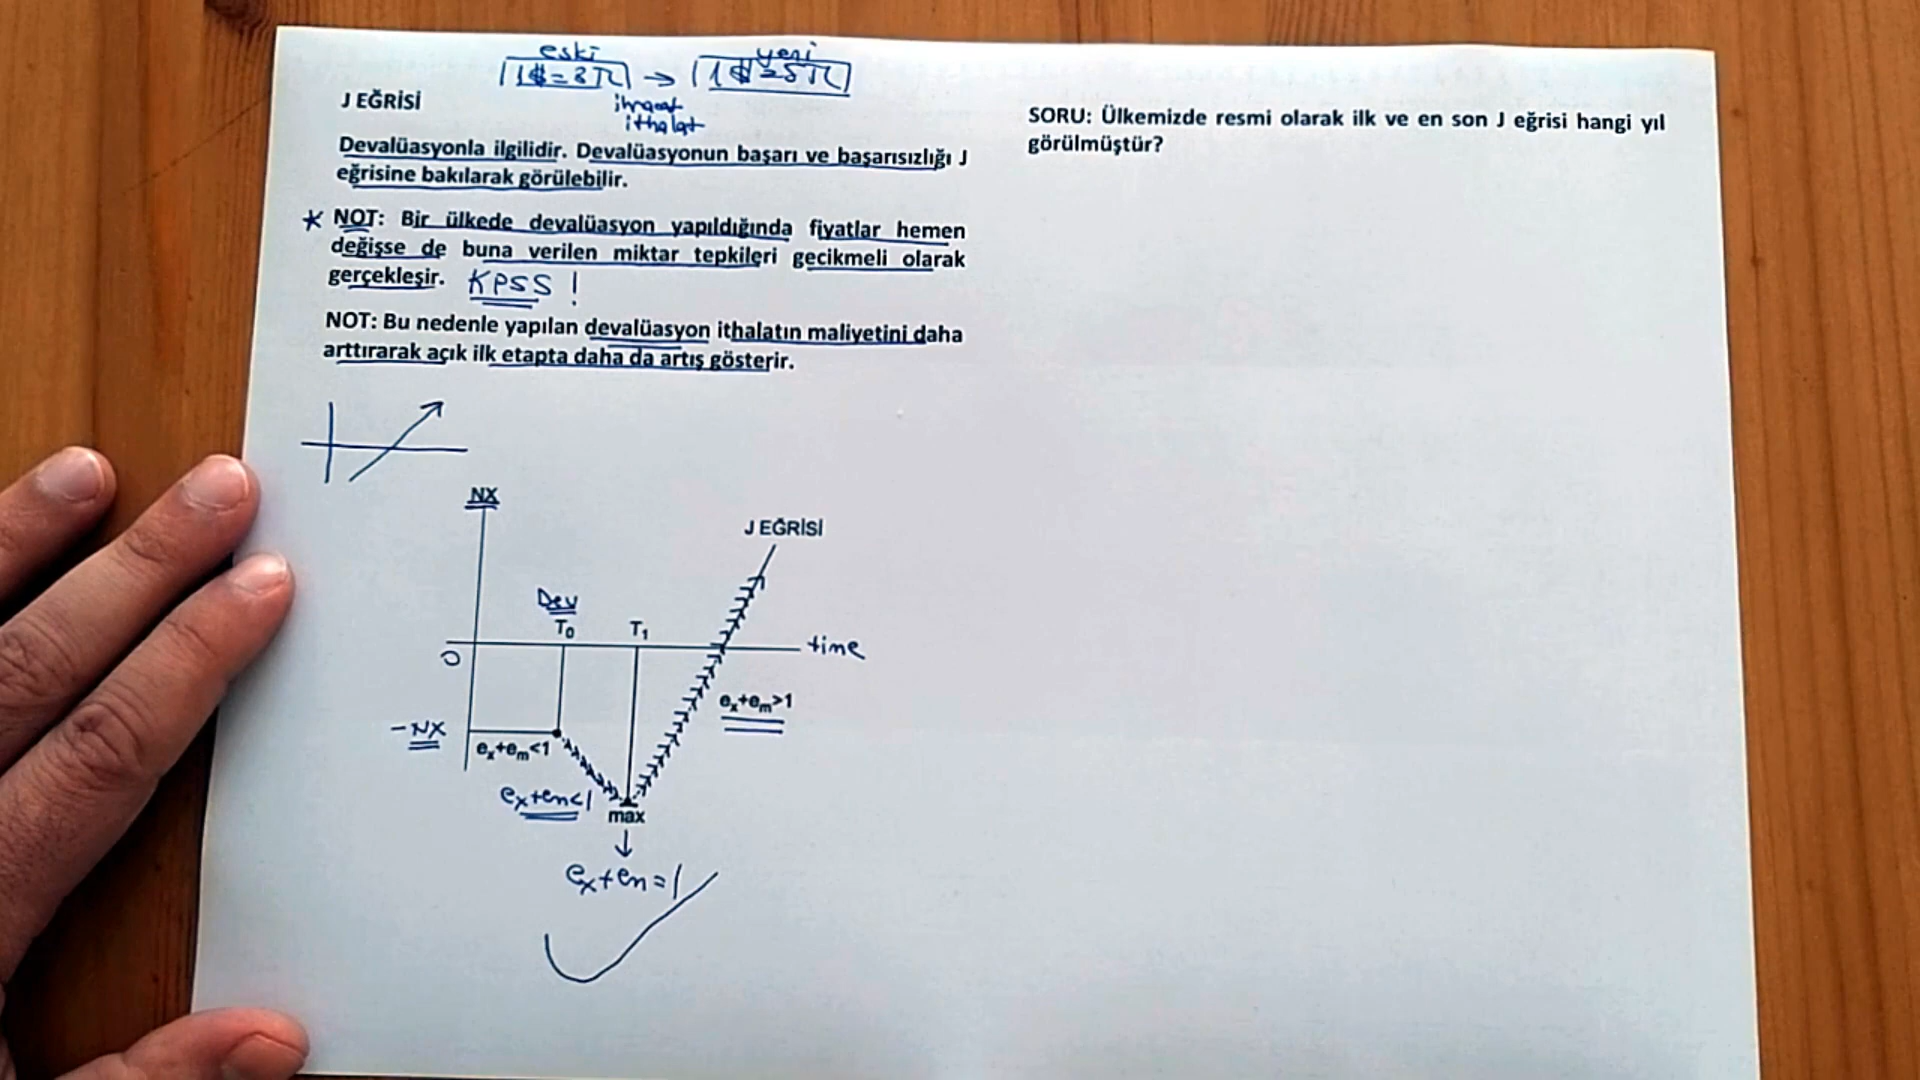 eski yeni
1$=3TL → 1$=5TL
ihracat
ithalat
J EĞRİSİ
Devalüasyonla ilgilidir. Devalüasyonun başarı ve başarısızlığı J
eğrisine bakılarak görülebilir.
NOT: Bir ülkede devalüasyon yapıldığında fiyatlar hemen
değişse de buna verilen miktar tepkileri gecikmeli olarak
gerçekleşir. KPSS !
NOT: Bu nedenle yapılan devalüasyon ithalatın maliyetini daha
arttırarak açık ilk etapta daha da artış gösterir.
NX
J EĞRİSİ
Dev
T0 T1
time
0
ex+em>1
-NX
ex+em<1
ex+em<1
max
↓
ex+em=1
SORU: Ülkemizde resmi olarak ilk ve en son J eğrisi hangi yıl
görülmüştür?